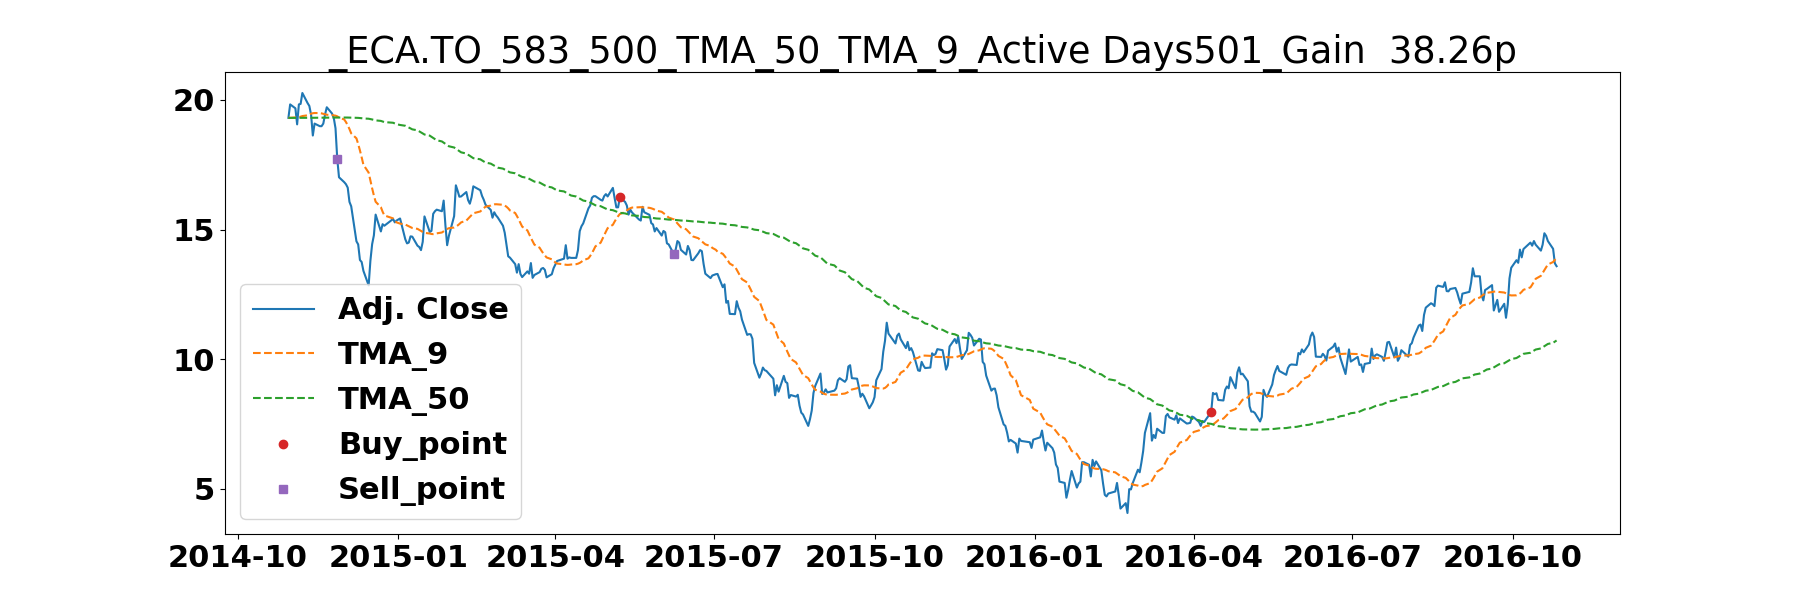 _ECA.TO_583_500_TMA_50_TMA_9_Active Days501_Gain  38.26p
20
15
10
5
Adj. Close
TMA_9
TMA_50
Buy_point
Sell_point
2014-10 2015-01 2015-04 2015-07 2015-10 2016-01 2016-04 2016-07 2016-10